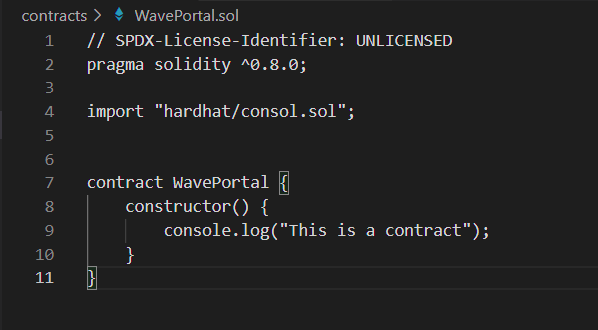 contracts > WavePortal.sol
1 // SPDX-License-Identifier: UNLICENSED
2 pragma solidity ^0.8.0;
3
4 import "hardhat/consol.sol";
5
6
7 contract WavePortal {
8 constructor() {
9 console.log("This is a contract");
10 }
11 }